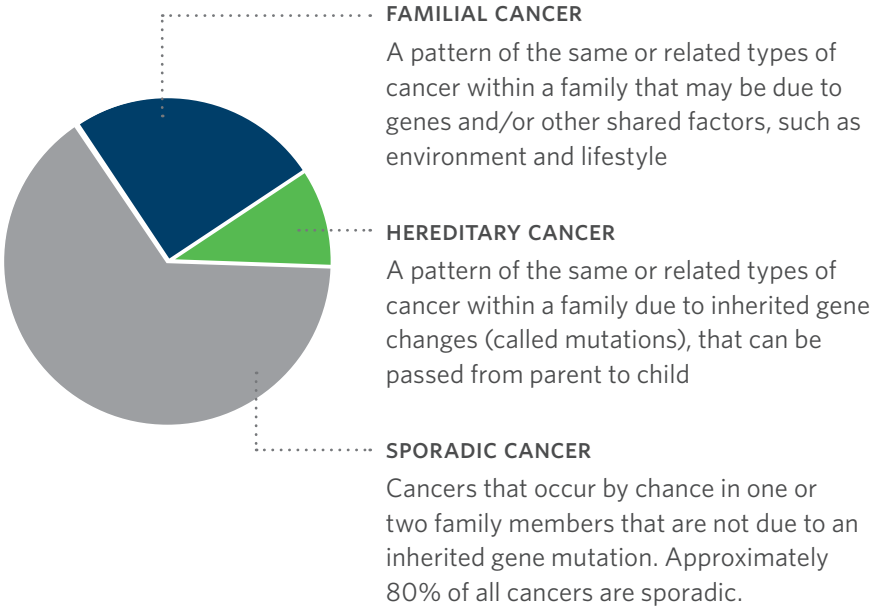 FAMILIAL CANCER
A pattern of the same or related types of
cancer within a family that may be due to
genes and/or other shared factors, such as
environment and lifestyle
HEREDITARY CANCER
A pattern of the same or related types of
cancer within a family due to inherited gene
changes (called mutations), that can be
passed from parent to child
SPORADIC CANCER
Cancers that occur by chance in one or
two family members that are not due to an
inherited gene mutation. Approximately
80% of all cancers are sporadic.